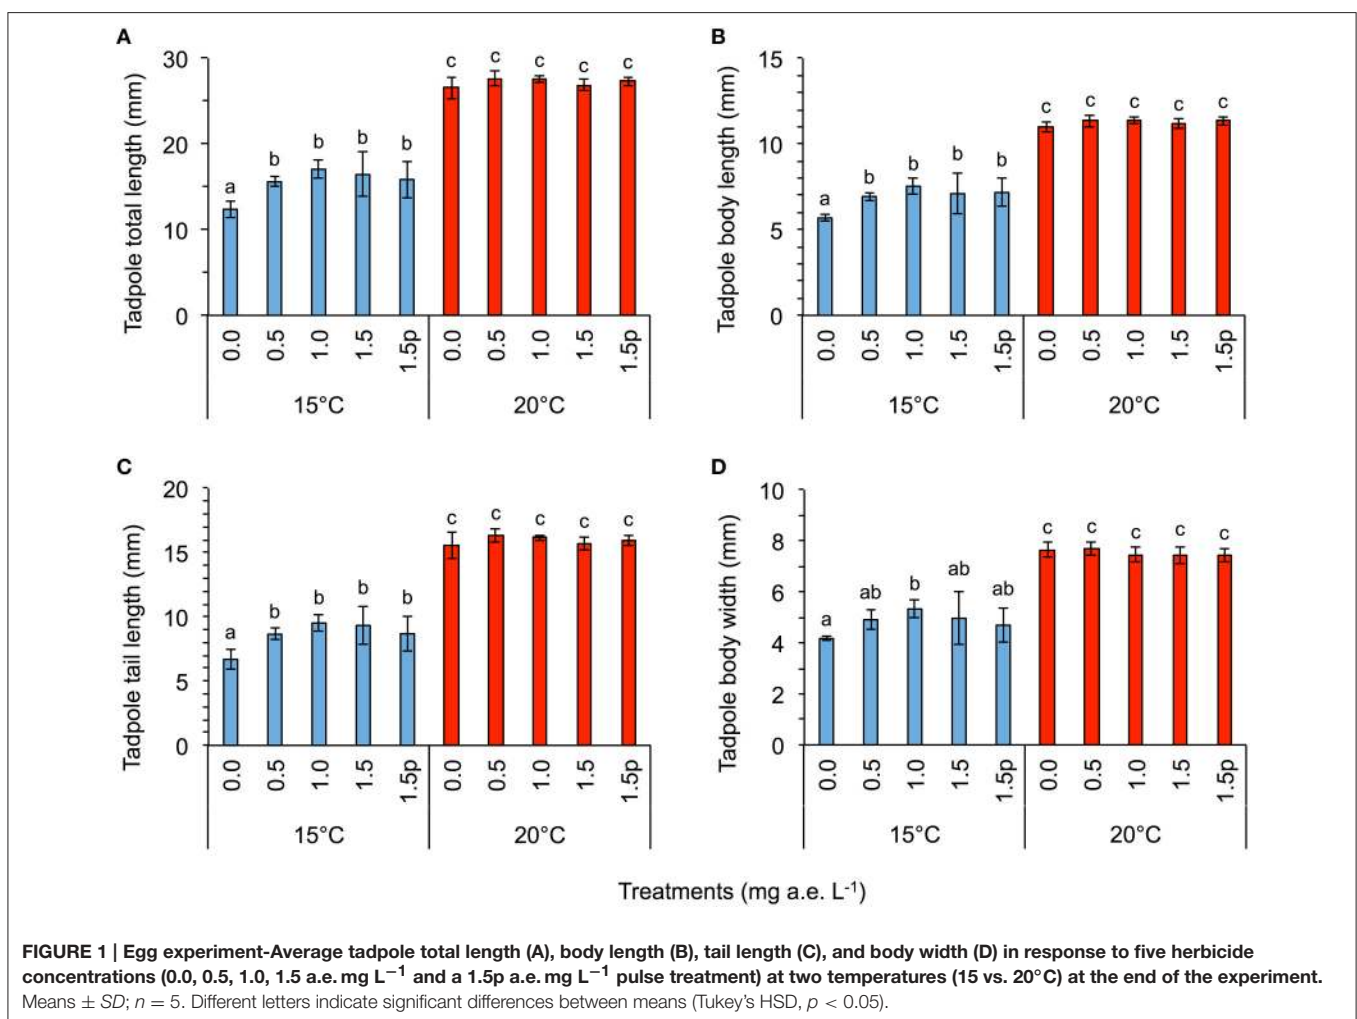 A
Tadpole total length (mm)
30
20
10
0
a
b
b
b
b
c
c
c
c
c
0.0
0.5
1.0
1.5
1.5p
0.0
0.5
1.0
1.5
1.5p
15°C
20°C
B
Tadpole body length (mm)
15
10
5
0
a
b
b
b
b
c
c
c
c
c
0.0
0.5
1.0
1.5
1.5p
0.0
0.5
1.0
1.5
1.5p
15°C
20°C
C
Tadpole tail length (mm)
20
15
10
5
0
a
b
b
b
b
c
c
c
c
c
0.0
0.5
1.0
1.5
1.5p
0.0
0.5
1.0
1.5
1.5p
15°C
20°C
D
Tadpole body width (mm)
10
8
6
4
2
0
a
ab
b
ab
ab
c
c
c
c
c
0.0
0.5
1.0
1.5
1.5p
0.0
0.5
1.0
1.5
1.5p
15°C
20°C
Treatments (mg a.e. L⁻¹)
FIGURE 1 | Egg experiment-Average tadpole total length (A), body length (B), tail length (C), and body width (D) in response to five herbicide
concentrations (0.0, 0.5, 1.0, 1.5 a.e. mg L⁻¹ and a 1.5p a.e. mg L⁻¹ pulse treatment) at two temperatures (15 vs. 20°C) at the end of the experiment.
Means ± SD; n = 5. Different letters indicate significant differences between means (Tukey's HSD, p < 0.05).